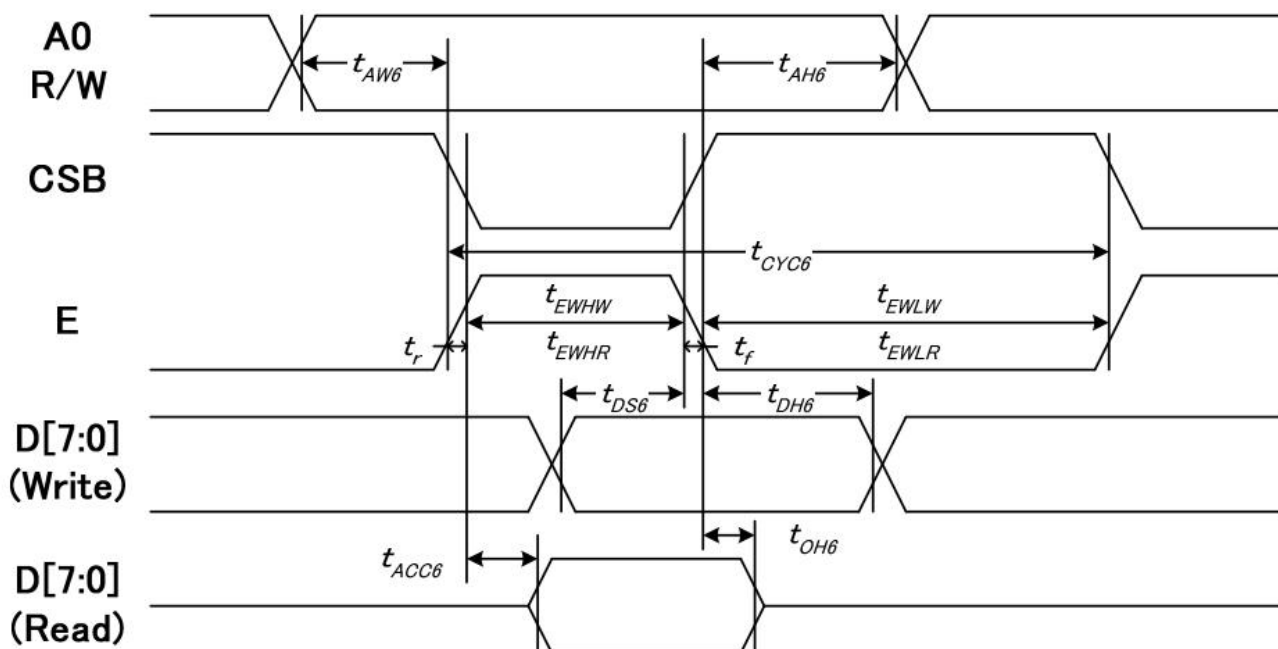 A0
R/W
t_AW6
t_AH6
CSB
t_CYC6
E
t_EWHW
t_EWLW
t_r
t_EWHR
t_f
t_EWLR
t_DS6
t_DH6
D[7:0]
(Write)
t_ACC6
t_OH6
D[7:0]
(Read)